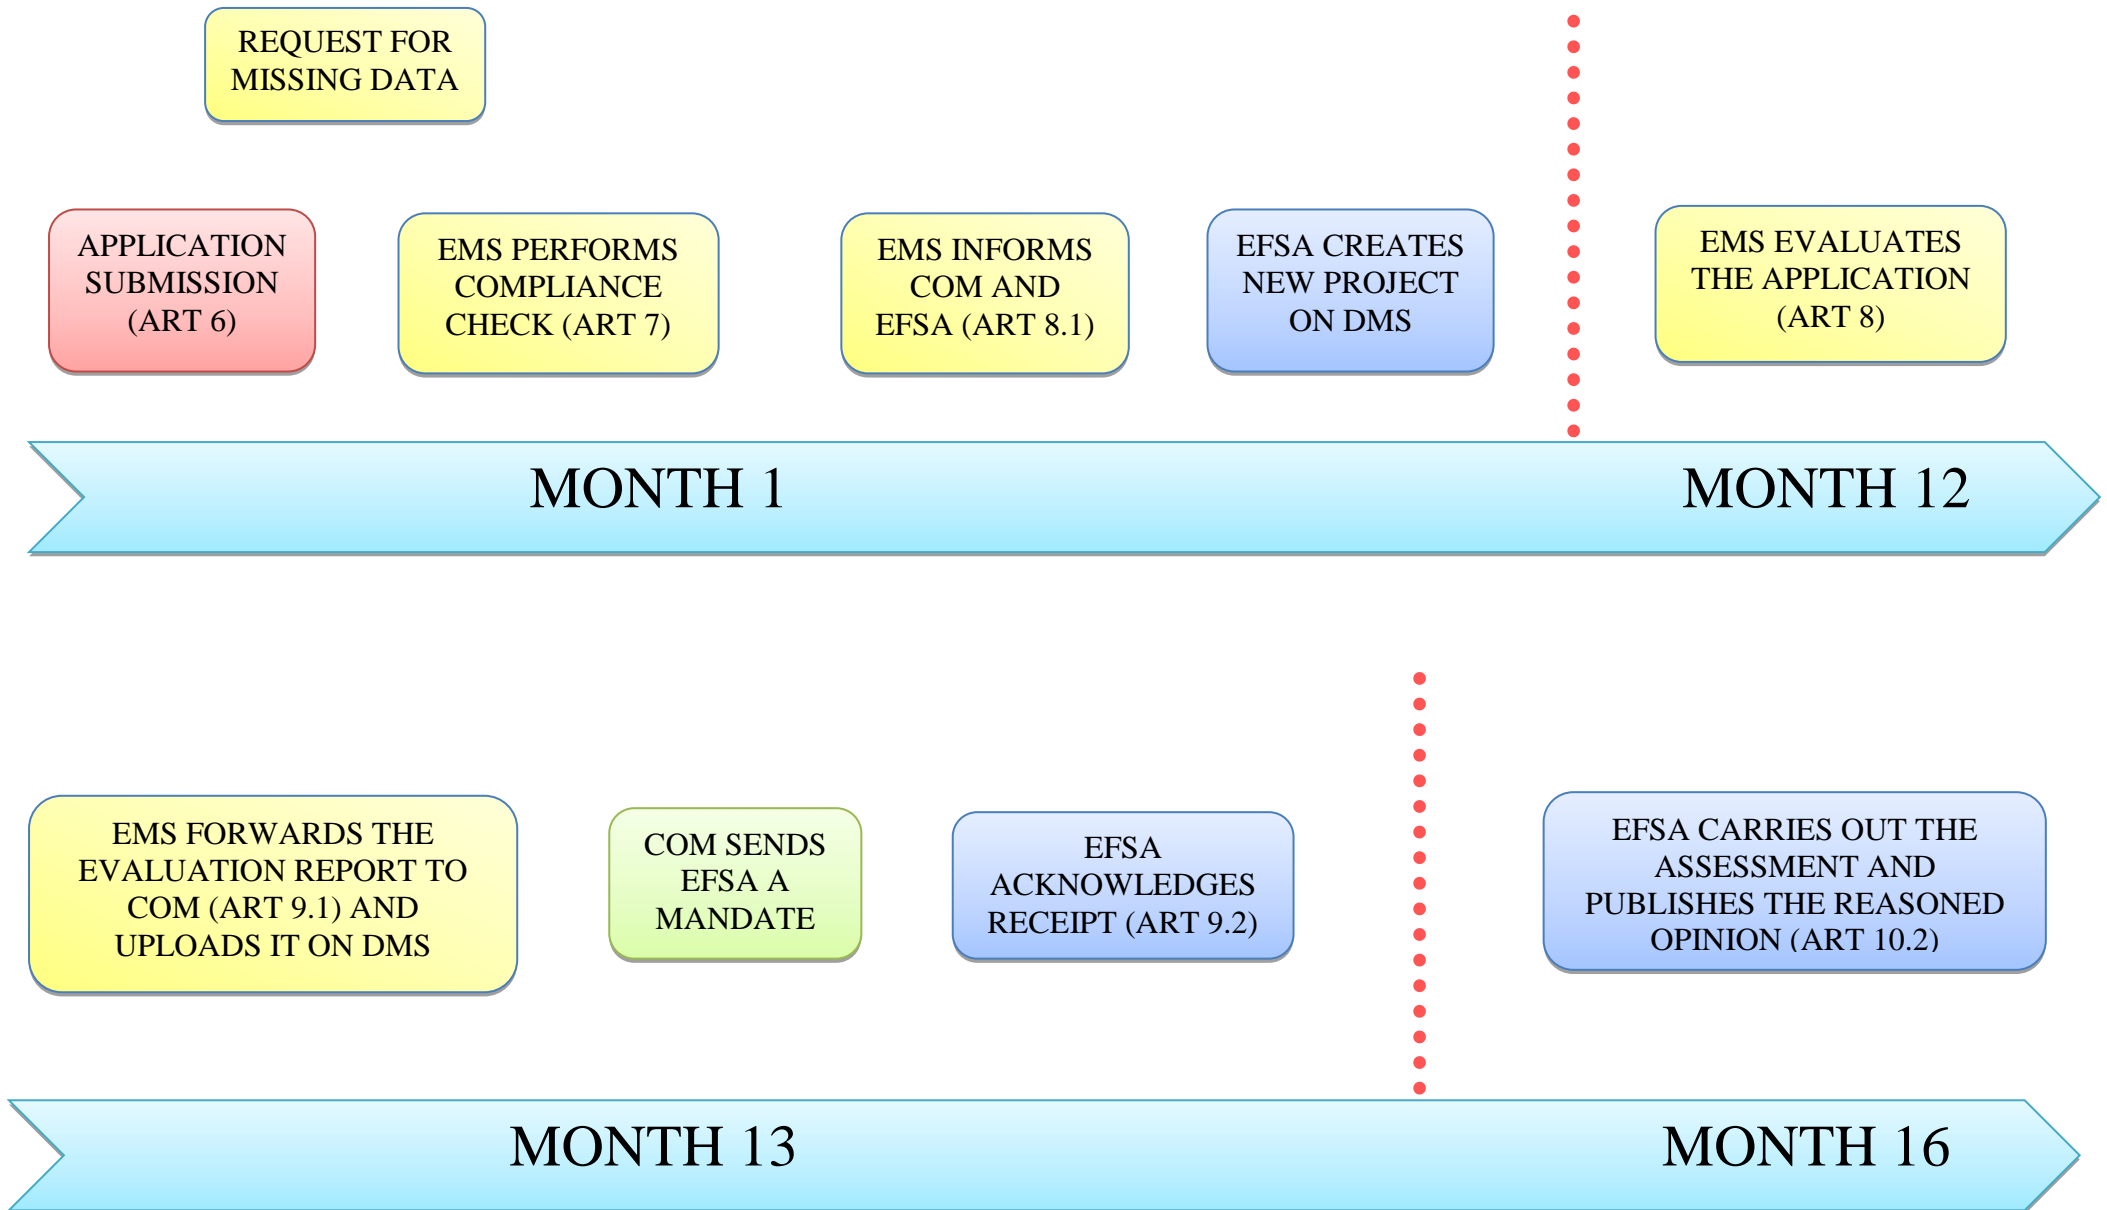 REQUEST FOR
MISSING DATA
APPLICATION
SUBMISSION
(ART 6)
EMS PERFORMS
COMPLIANCE
CHECK (ART 7)
EMS INFORMS
COM AND
EFSA (ART 8.1)
EFSA CREATES
NEW PROJECT
ON DMS
EMS EVALUATES
THE APPLICATION
(ART 8)
MONTH 1
MONTH 12
EMS FORWARDS THE
EVALUATION REPORT TO
COM (ART 9.1) AND
UPLOADS IT ON DMS
COM SENDS
EFSA A
MANDATE
EFSA
ACKNOWLEDGES
RECEIPT (ART 9.2)
EFSA CARRIES OUT THE
ASSESSMENT AND
PUBLISHES THE REASONED
OPINION (ART 10.2)
MONTH 13
MONTH 16